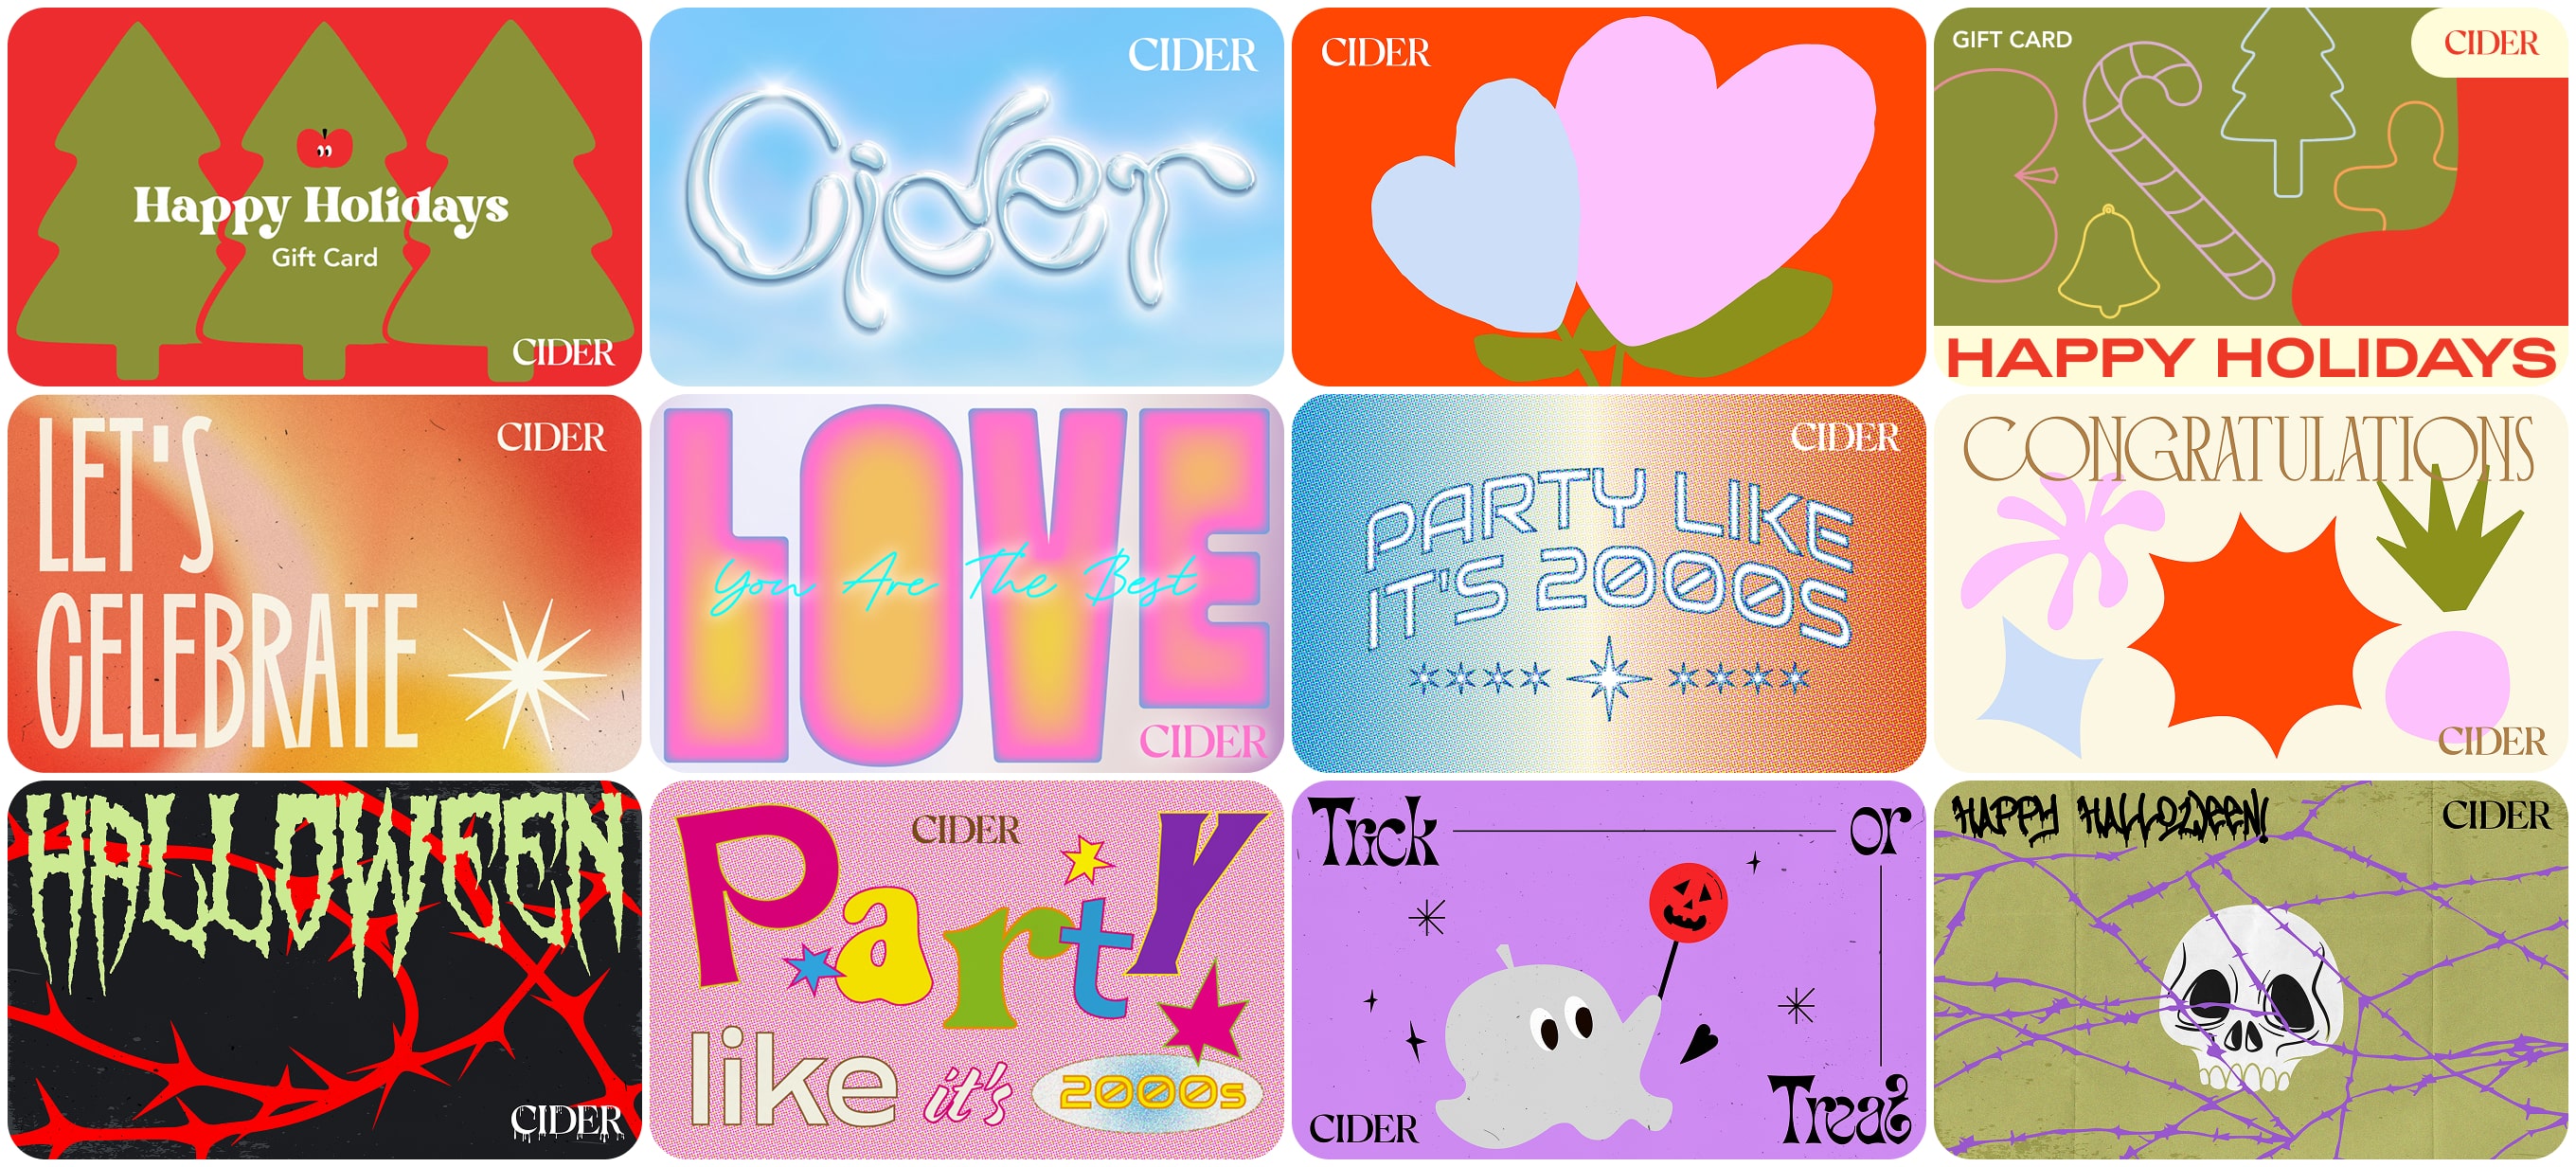 Happy Holidays
Gift Card
CIDER
CIDER
Cider
CIDER
GIFT CARD
CIDER
HAPPY HOLIDAYS
LET'S
CELEBRATE
CIDER
LOVE
You Are The Best
CIDER
CIDER
PARTY LIKE
IT'S 2000S
CONGRATULATIONS
CIDER
HALLOWEEN
CIDER
CIDER
Party
like it's 2000s
Trick or
Treat
CIDER
HAPPY HALLOWEEN!
CIDER